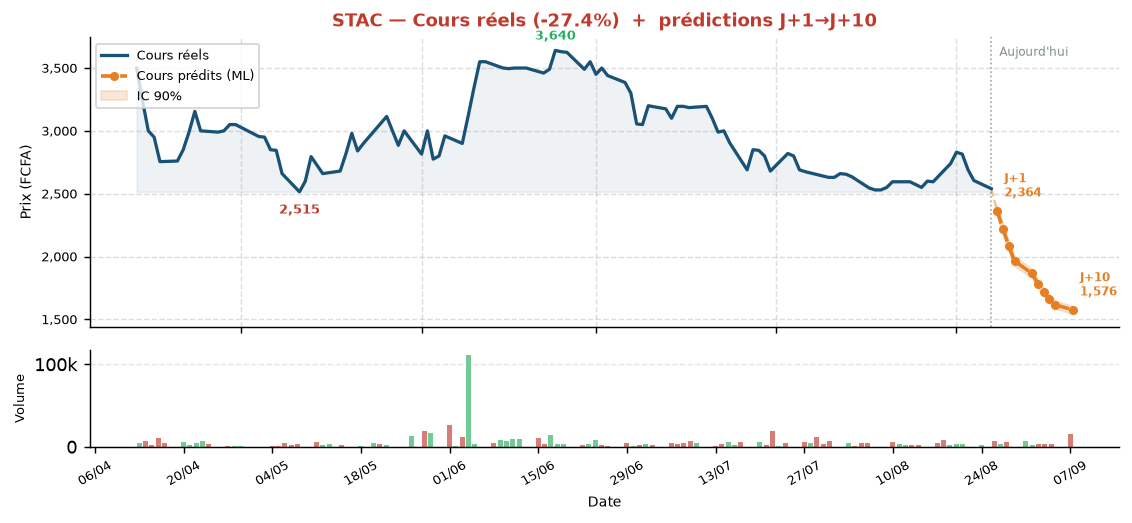 STAC — Cours réels (-27.4%)  +  prédictions J+1→J+10
Cours réels
Cours prédits (ML)
IC 90%
3,640
Aujourd'hui
Prix (FCFA)
3,500
3,000
2,500
2,000
1,500
2,515
J+1
2,364
J+10
1,576
Volume
100k
0
06/04
20/04
04/05
18/05
01/06
15/06
29/06
13/07
27/07
10/08
24/08
07/09
Date